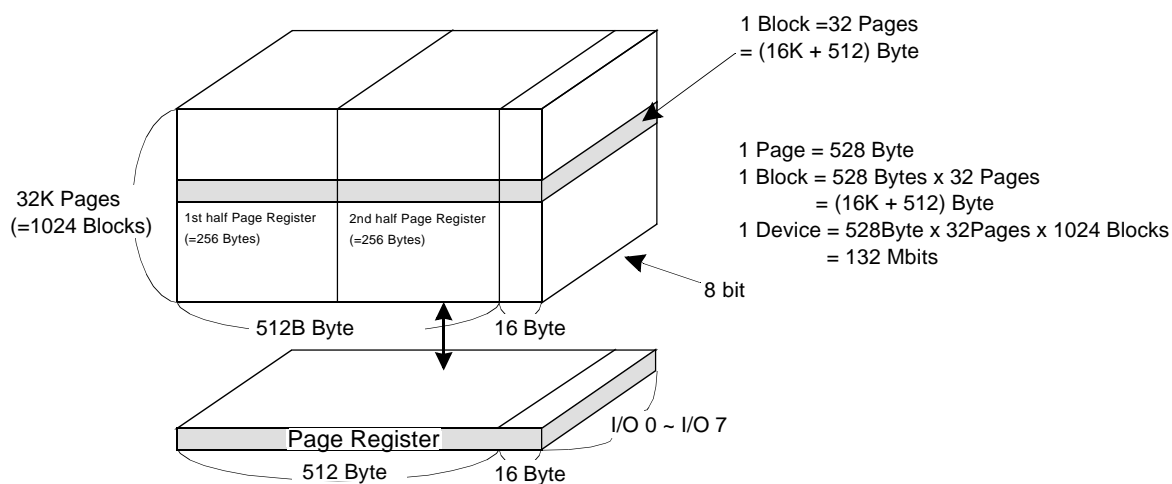 1 Block =32 Pages
= (16K + 512) Byte
32K Pages
(=1024 Blocks)
1st half Page Register
(=256 Bytes)
2nd half Page Register
(=256 Bytes)
1 Page = 528 Byte
1 Block = 528 Bytes x 32 Pages
= (16K + 512) Byte
1 Device = 528Byte x 32Pages x 1024 Blocks
= 132 Mbits
8 bit
512B Byte
16 Byte
I/O 0 ~ I/O 7
Page Register
512 Byte
16 Byte